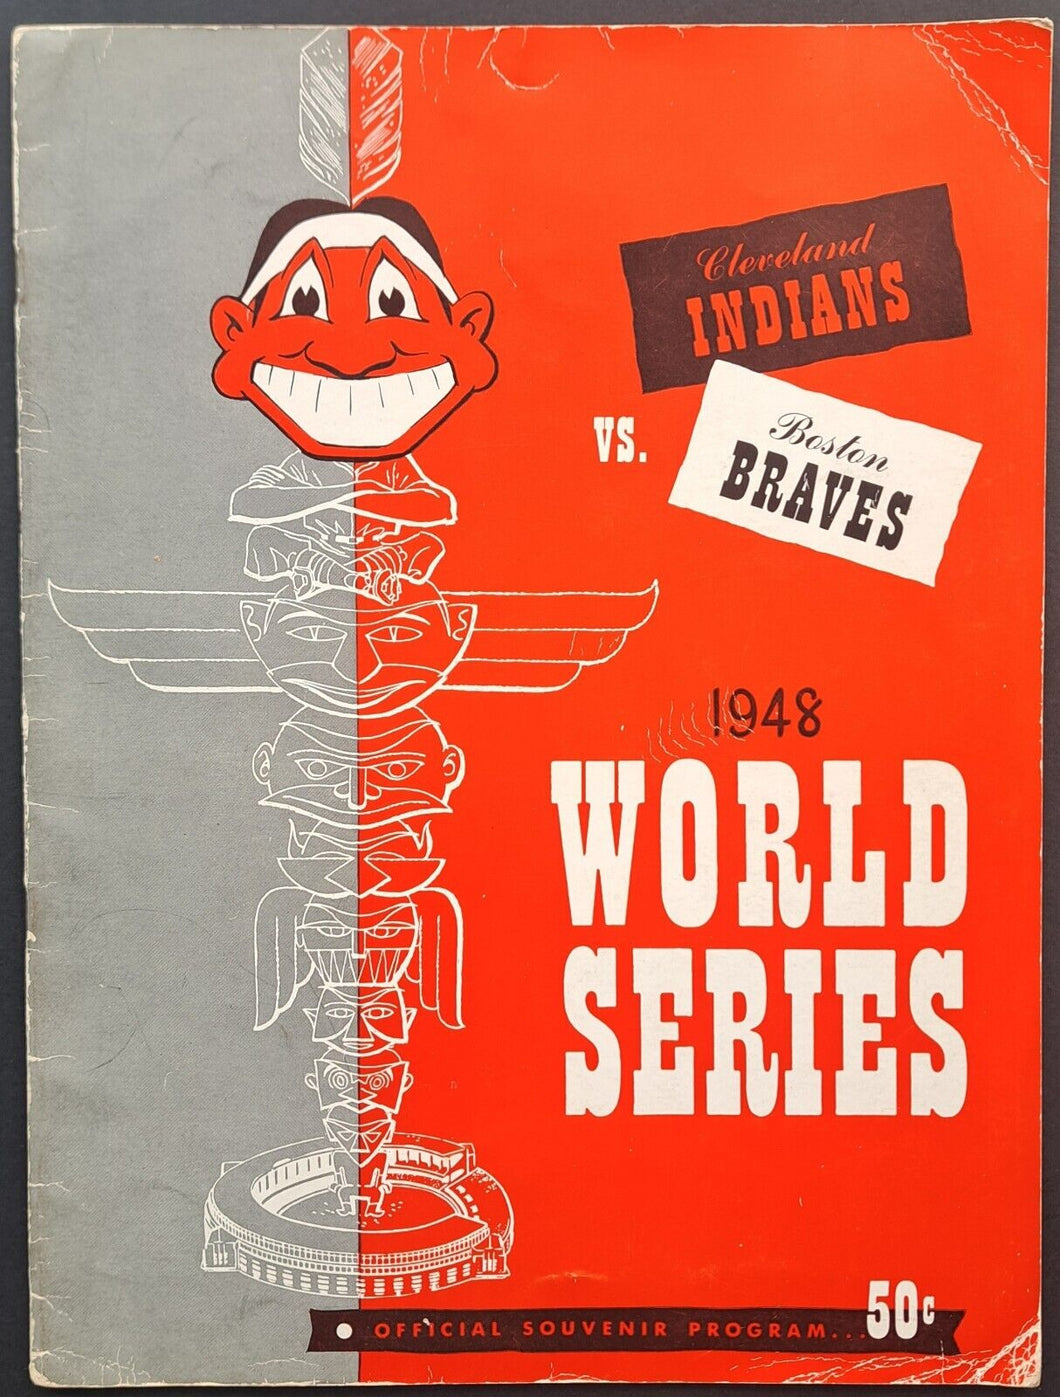 Cleveland
INDIANS
vs.
Boston
BRAVES
1948
WORLD
SERIES
OFFICIAL SOUVENIR PROGRAM...50¢